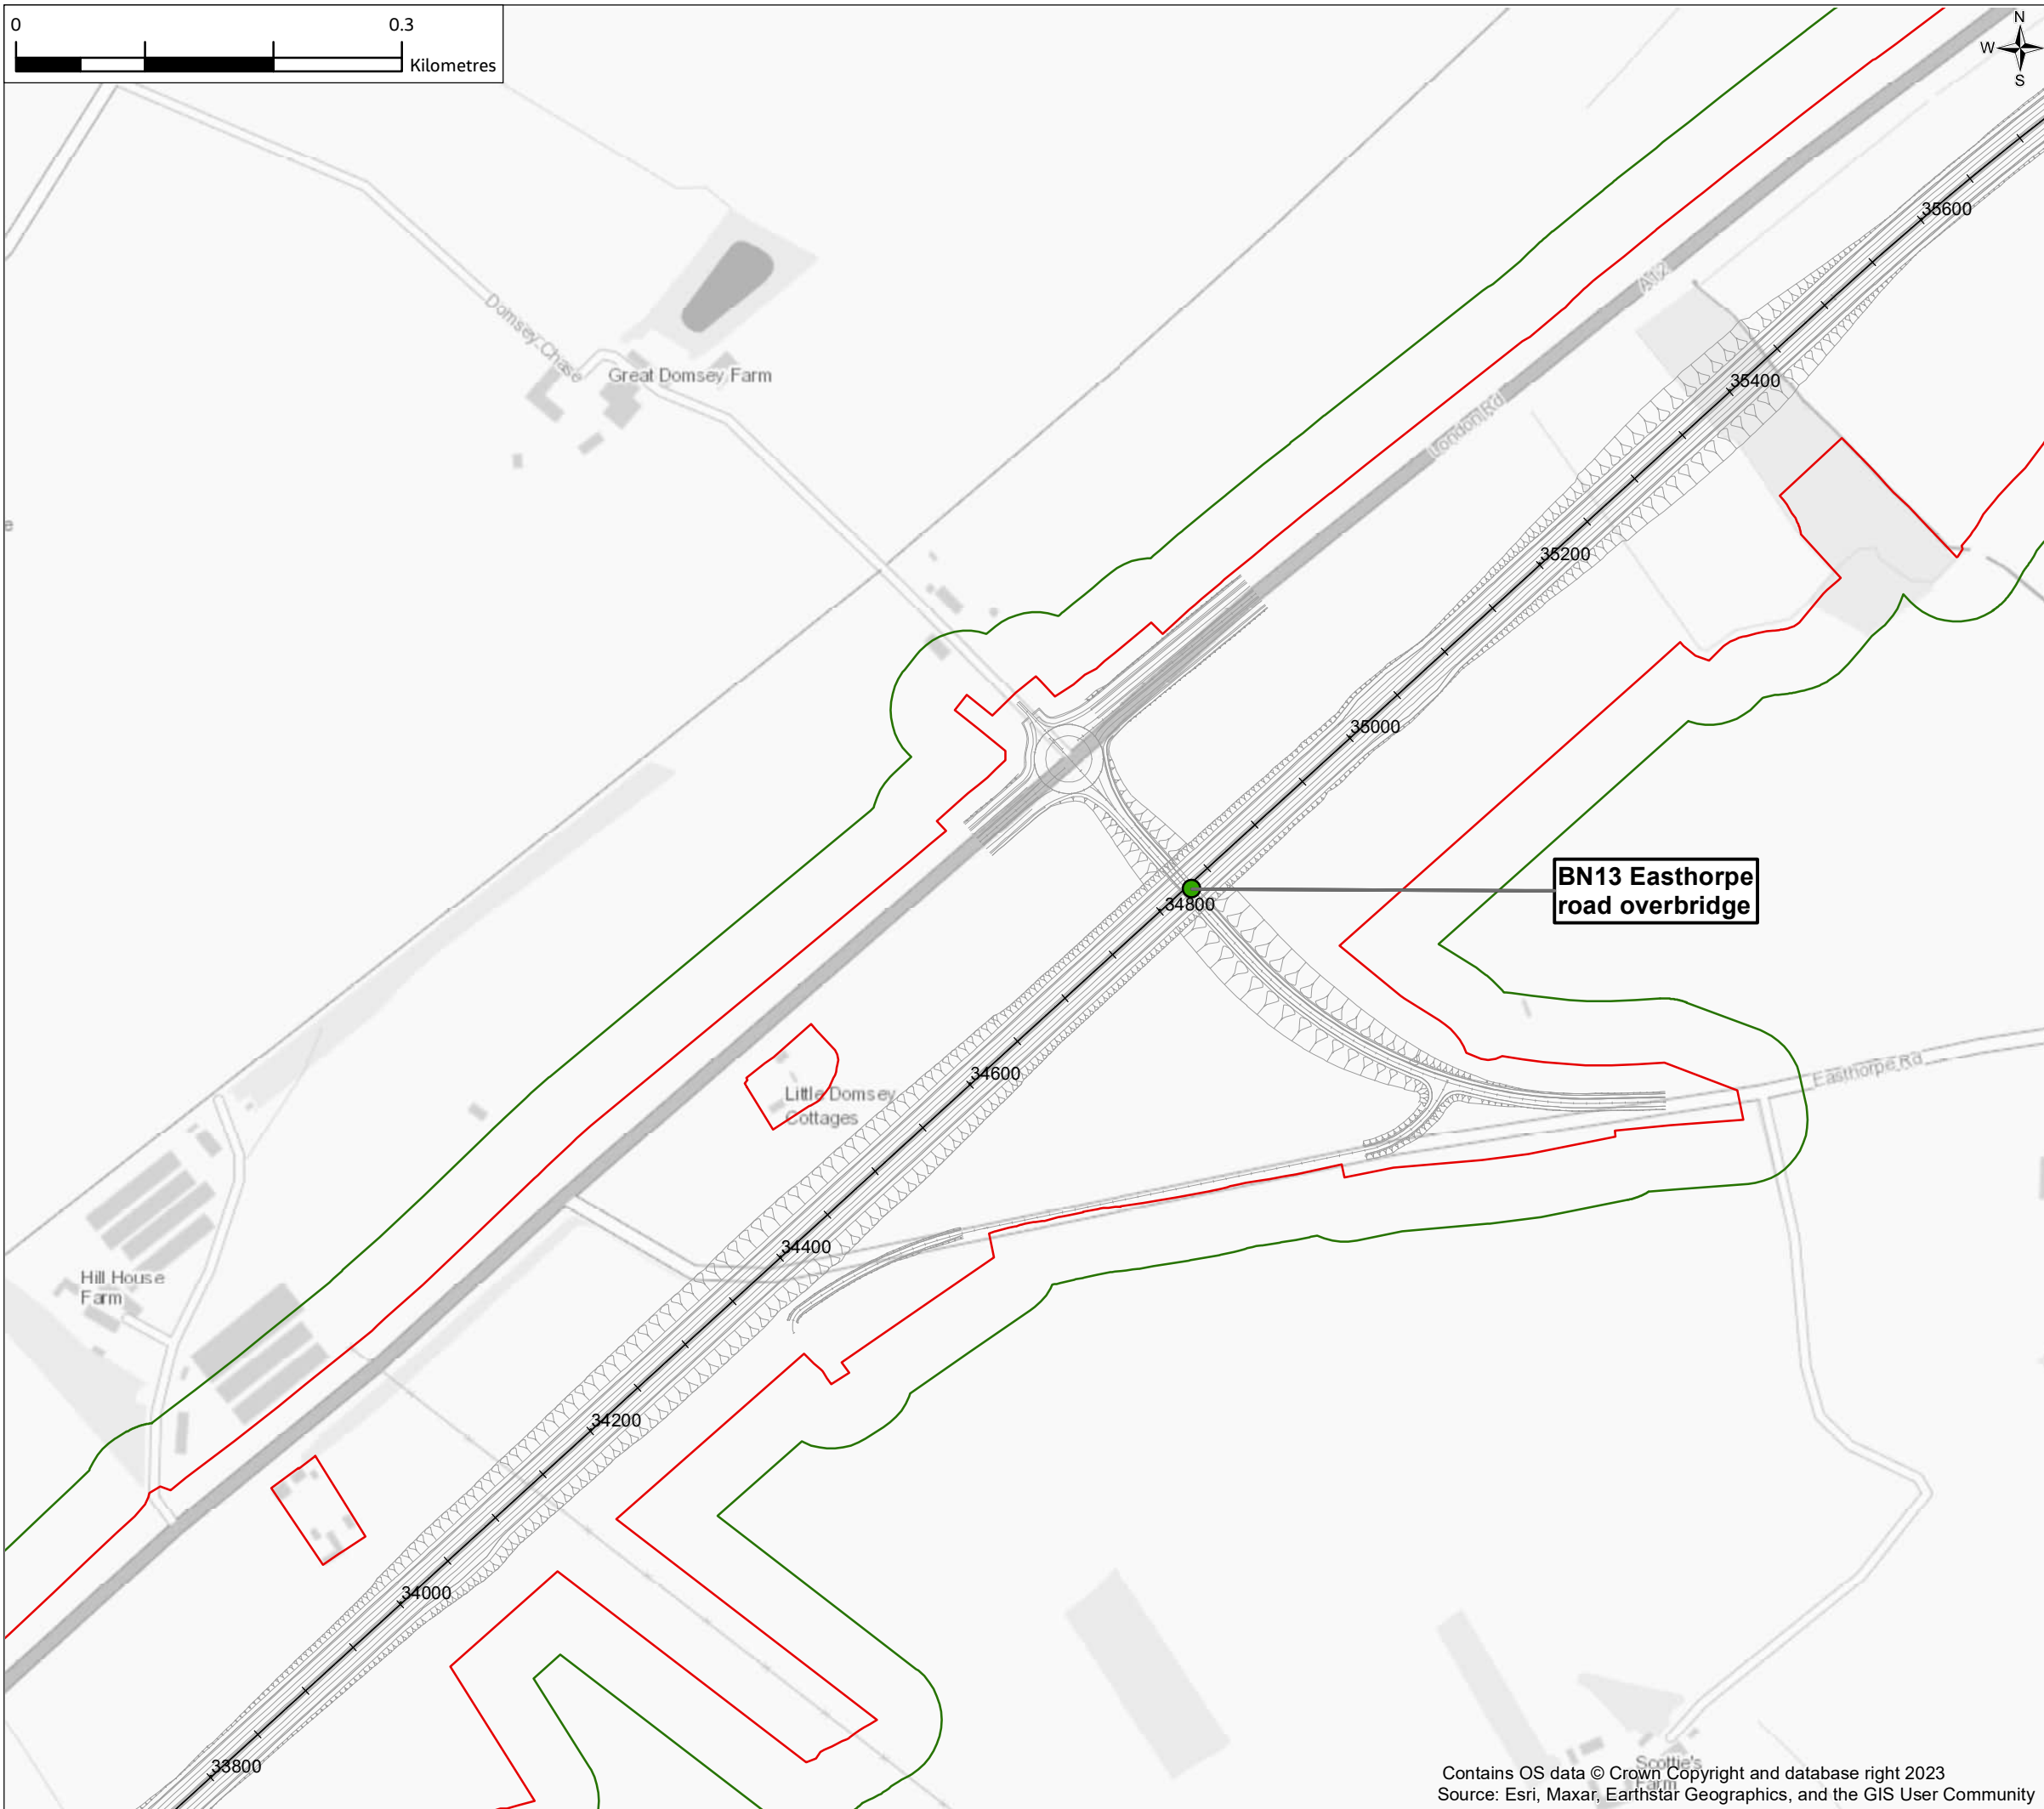 0
0.3
Kilometres
N
W
S
35600
A12
Domsey Chase
Great Domsey Farm
35400
London Rd
e
35200
35000
BN13 Easthorpe
road overbridge
34800
34600
Easthorpe Rd
Little Domsey
Cottages
34400
Hill House
Farm
34200
34000
33800
Scottie's
Farm
Contains OS data © Crown Copyright and database right 2023
Source: Esri, Maxar, Earthstar Geographics, and the GIS User Community